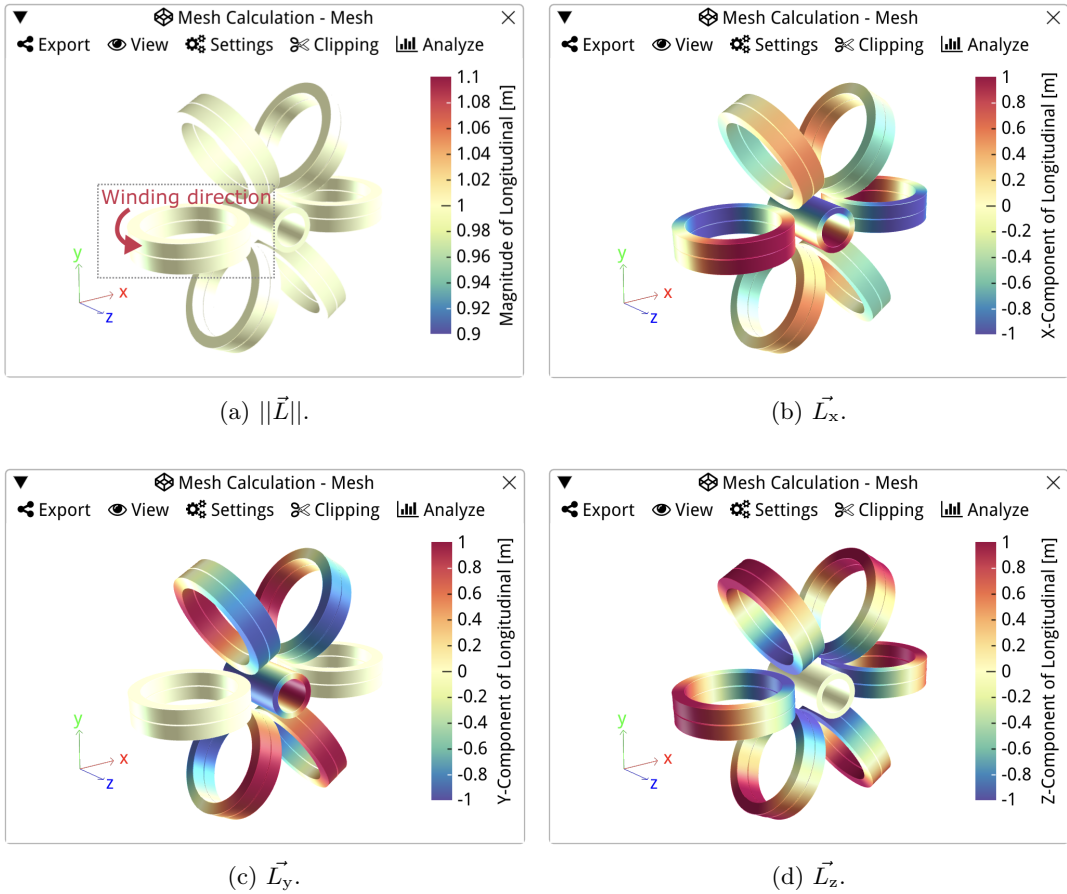 Mesh Calculation - Mesh
Export View Settings Clipping Analyze
Winding direction
y
x
z
1.1
1.08
1.06
1.04
1.02
1
0.98
0.96
0.94
0.92
0.9
Magnitude of Longitudinal [m]
(a) ||L⃗||.
Mesh Calculation - Mesh
Export View Settings Clipping Analyze
y
x
z
1
0.8
0.6
0.4
0.2
0
-0.2
-0.4
-0.6
-0.8
-1
X-Component of Longitudinal [m]
(b) L⃗x.
Mesh Calculation - Mesh
Export View Settings Clipping Analyze
y
x
z
1
0.8
0.6
0.4
0.2
0
-0.2
-0.4
-0.6
-0.8
-1
Y-Component of Longitudinal [m]
(c) L⃗y.
Mesh Calculation - Mesh
Export View Settings Clipping Analyze
y
x
z
1
0.8
0.6
0.4
0.2
0
-0.2
-0.4
-0.6
-0.8
-1
Z-Component of Longitudinal [m]
(d) L⃗z.